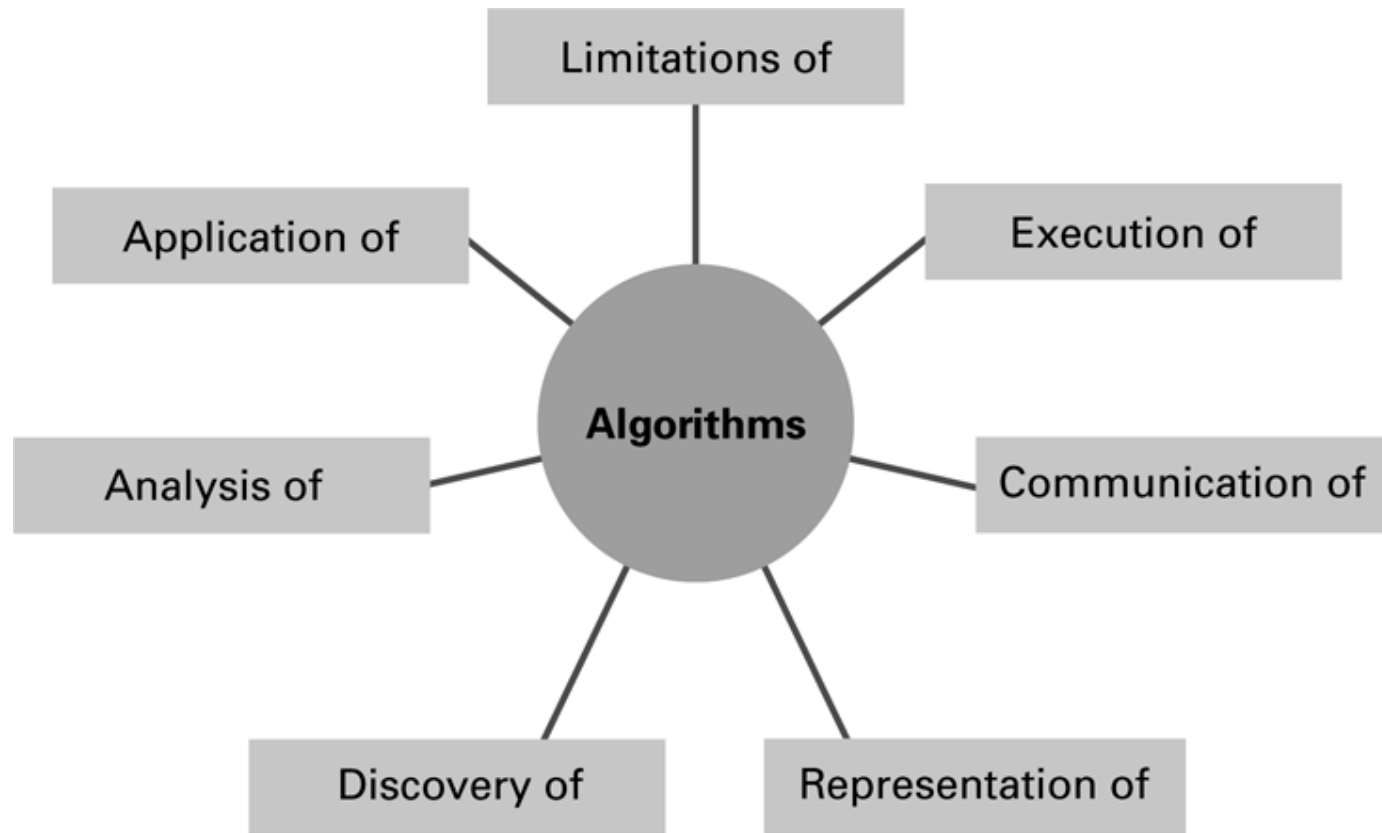 Limitations of
Application of
Execution of
Algorithms
Analysis of
Communication of
Discovery of
Representation of